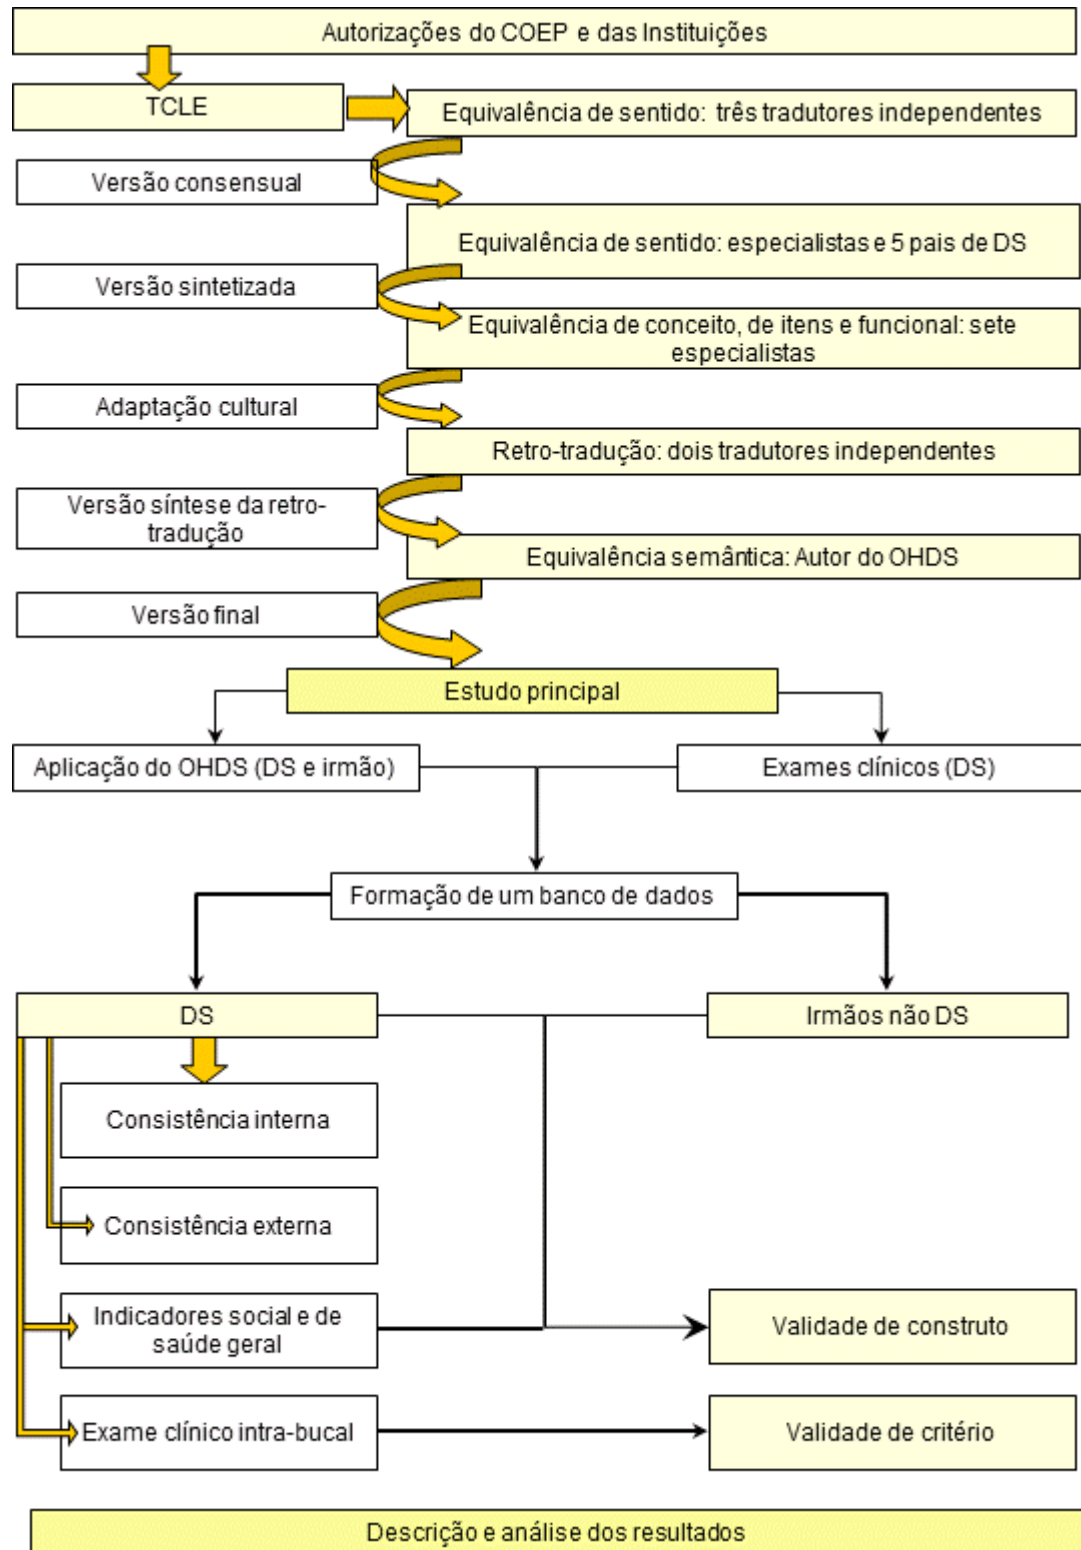 Autorizações do COEP e das Instituições
TCLE
Equivalência de sentido: três tradutores independentes
Versão consensual
Equivalência de sentido: especialistas e 5 pais de DS
Versão sintetizada
Equivalência de conceito, de itens e funcional: sete
especialistas
Adaptação cultural
Retro-tradução: dois tradutores independentes
Versão síntese da retro-
tradução
Equivalência semântica: Autor do OHDS
Versão final
Estudo principal
Aplicação do OHDS (DS e irmão)
Exames clínicos (DS)
Formação de um banco de dados
DS
Irmãos não DS
Consistência interna
Consistência externa
Indicadores social e de
saúde geral
Validade de construto
Exame clínico intra-bucal
Validade de critério
Descrição e análise dos resultados